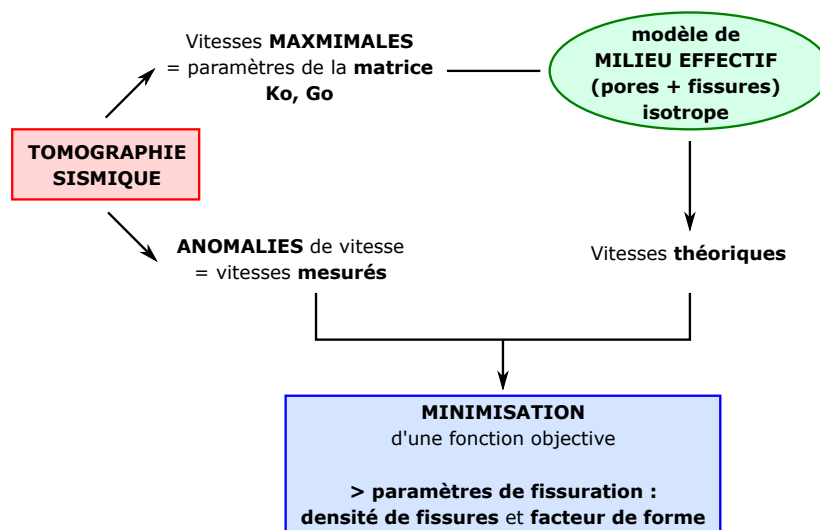 Vitesses MAXMIMALES
= paramètres de la matrice
Ko, Go
modèle de
MILIEU EFFECTIF
(pores + fissures)
isotrope
TOMOGRAPHIE
SISMIQUE
ANOMALIES de vitesse
= vitesses mesurés
Vitesses théoriques
MINIMISATION
d'une fonction objective
> paramètres de fissuration :
densité de fissures et facteur de forme